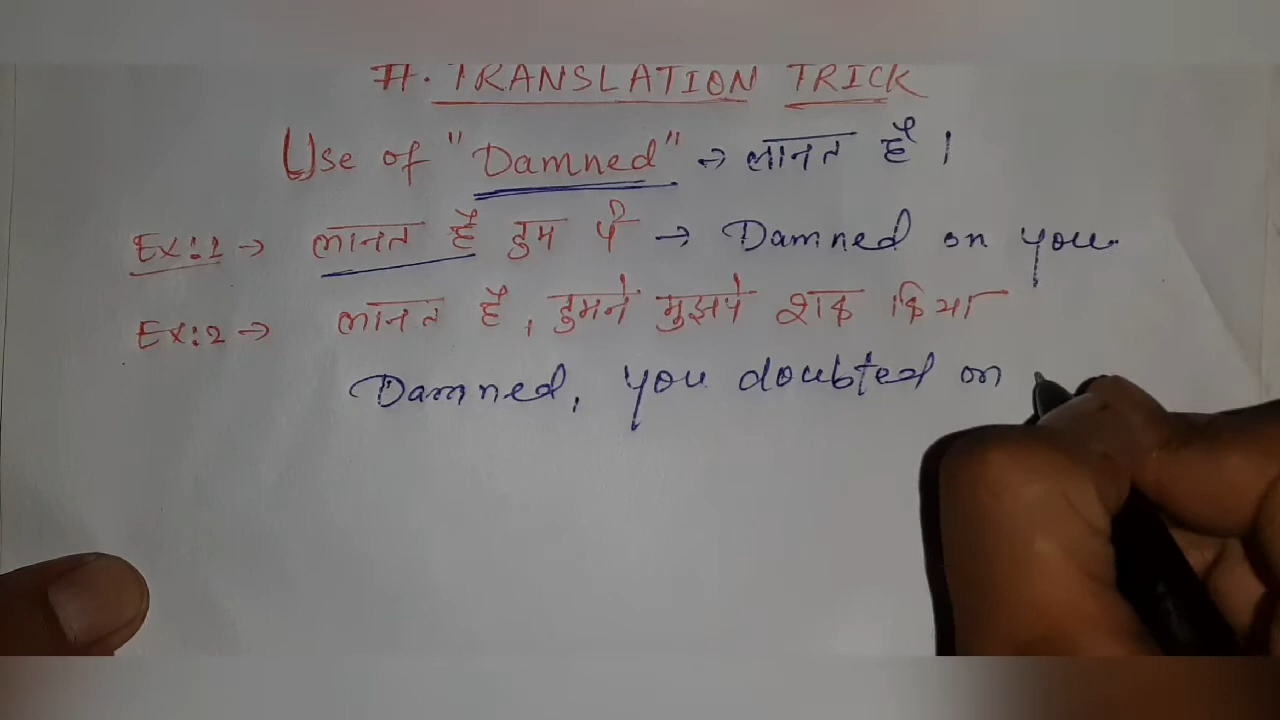 #. TRANSLATION TRICK
Use of "Damned" → लानत है ।
Ex:1 → लानत है तुम पे → Damned on you.
Ex:2 → लानत है, तुमने मुझपे शक किया
Damned, you doubted on